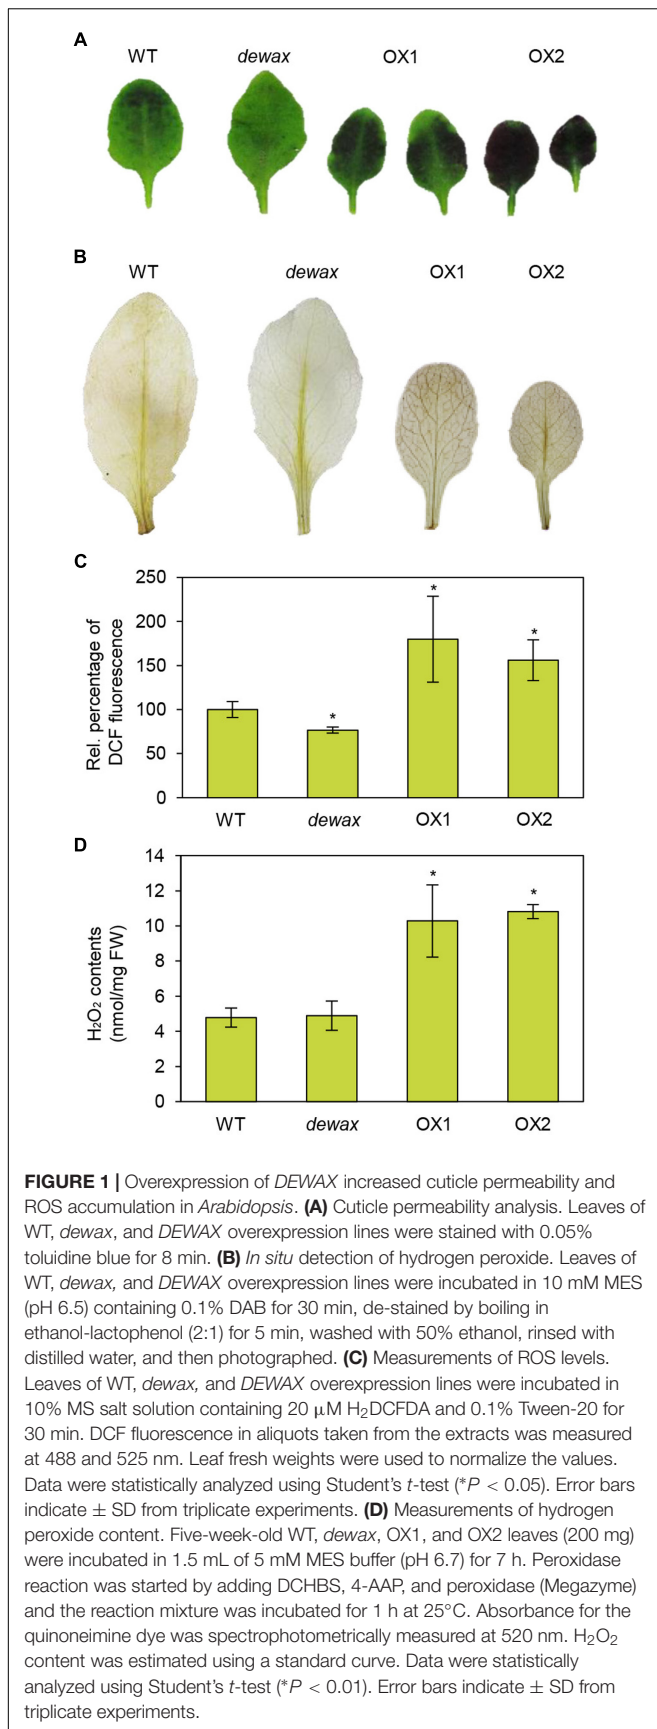 A
WT
dewax
OX1
OX2
B
WT
dewax
OX1
OX2
C
Rel. percentage of
DCF fluorescence
250
200
150
100
50
0
*
*
*
WT
dewax
OX1
OX2
D
H₂O₂ contents
(nmol/mg FW)
14
12
10
8
6
4
2
0
*
*
WT
dewax
OX1
OX2
FIGURE 1 | Overexpression of DEWAX increased cuticle permeability and
ROS accumulation in Arabidopsis. (A) Cuticle permeability analysis. Leaves of
WT, dewax, and DEWAX overexpression lines were stained with 0.05%
toluidine blue for 8 min. (B) In situ detection of hydrogen peroxide. Leaves of
WT, dewax, and DEWAX overexpression lines were incubated in 10 mM MES
(pH 6.5) containing 0.1% DAB for 30 min, de-stained by boiling in
ethanol-lactophenol (2:1) for 5 min, washed with 50% ethanol, rinsed with
distilled water, and then photographed. (C) Measurements of ROS levels.
Leaves of WT, dewax, and DEWAX overexpression lines were incubated in
10% MS salt solution containing 20 μM H₂DCFDA and 0.1% Tween-20 for
30 min. DCF fluorescence in aliquots taken from the extracts was measured
at 488 and 525 nm. Leaf fresh weights were used to normalize the values.
Data were statistically analyzed using Student's t-test (*P < 0.05). Error bars
indicate ± SD from triplicate experiments. (D) Measurements of hydrogen
peroxide content. Five-week-old WT, dewax, OX1, and OX2 leaves (200 mg)
were incubated in 1.5 mL of 5 mM MES buffer (pH 6.7) for 7 h. Peroxidase
reaction was started by adding DCHBS, 4-AAP, and peroxidase (Megazyme)
and the reaction mixture was incubated for 1 h at 25°C. Absorbance for the
quinoneimine dye was spectrophotometrically measured at 520 nm. H₂O₂
content was estimated using a standard curve. Data were statistically
analyzed using Student's t-test (*P < 0.01). Error bars indicate ± SD from
triplicate experiments.